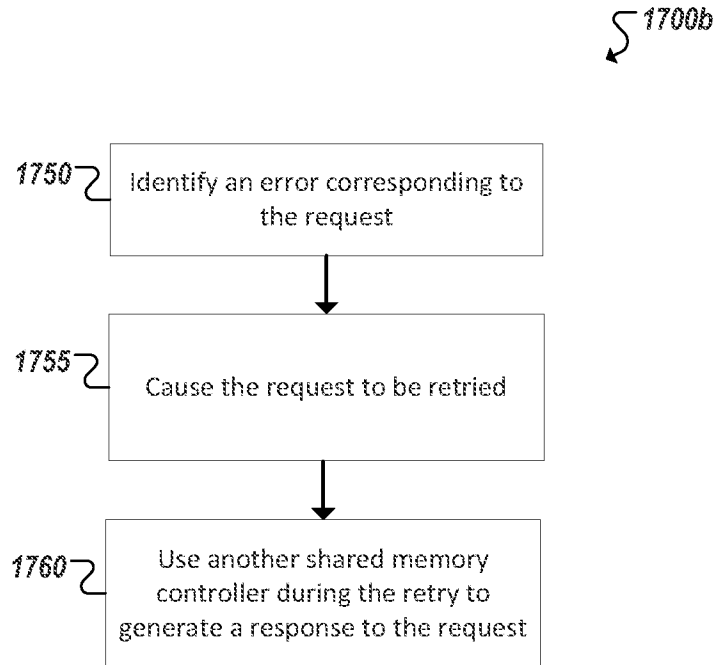 1700b
1750
Identify an error corresponding to
the request
1755
Cause the request to be retried
1760
Use another shared memory
controller during the retry to
generate a response to the request